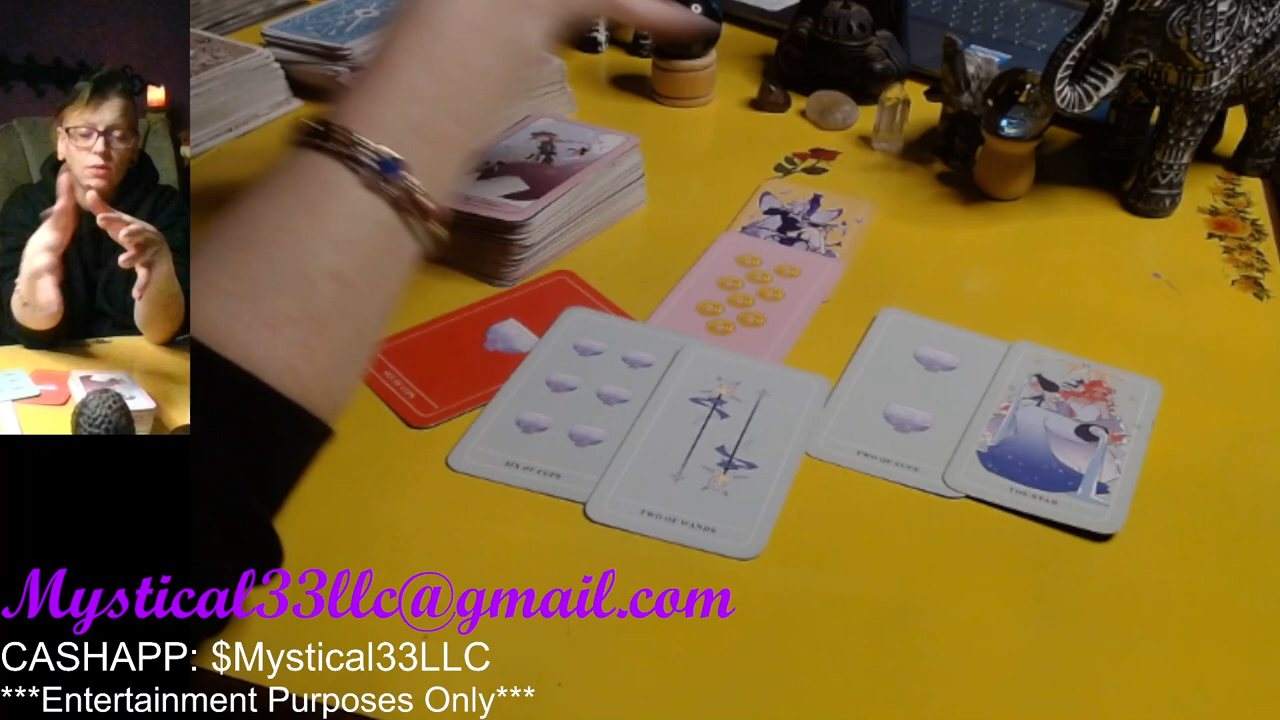 SIX OF CUPS
TWO OF WANDS
TWO OF CUPS
THE STAR
Mystical33llc@gmail.com
CASHAPP: $Mystical33LLC
***Entertainment Purposes Only***